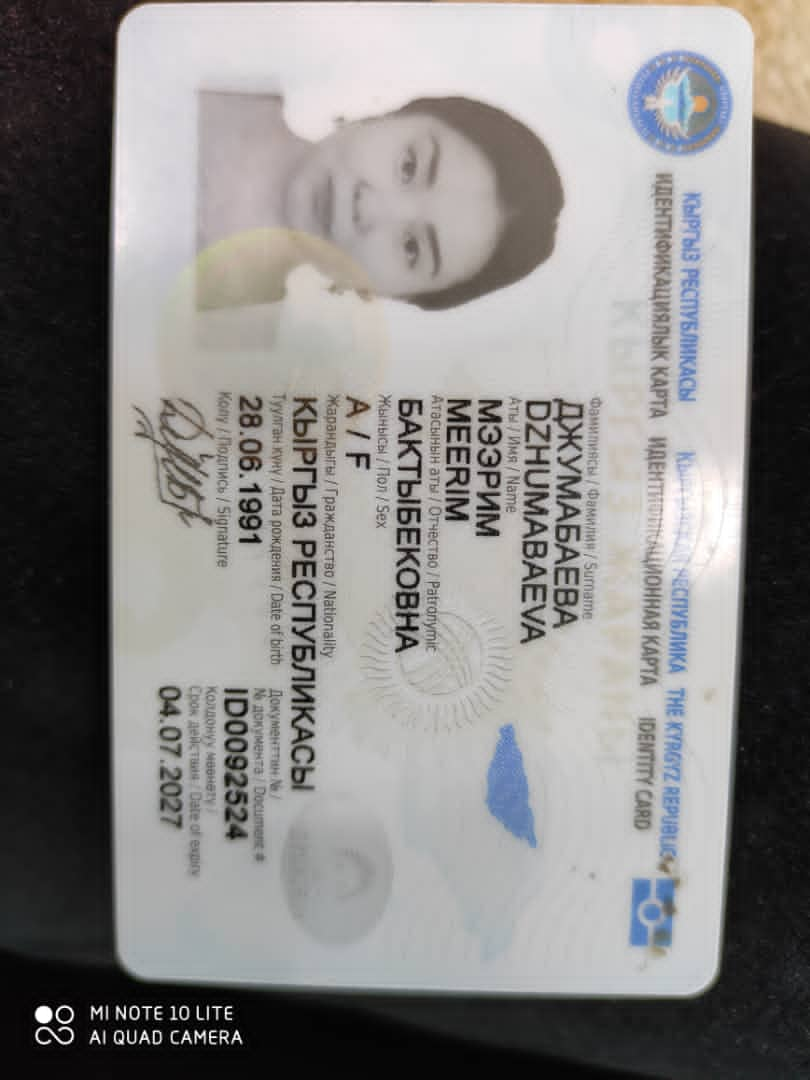 КЫРГЫЗ РЕСПУБЛИКАСЫ КЫРГЫЗСКАЯ РЕСПУБЛИКА THE KYRGYZ REPUBLIC
ИДЕНТИФИКАЦИЯЛЫК КАРТА ИДЕНТИФИКАЦИОННАЯ КАРТА IDENTITY CARD
Фамилиясы / Фамилия / Surname
ДЖУМАБАЕВА
DZHUMABAEVA
Аты / Имя / Name
МЭЭРИМ
MEERIM
Атасынын аты / Отчество / Patronymic
БАКТЫБЕКОВНА
Жынысы / Пол / Sex
А / F
Жарандыгы / Гражданство / Nationality
КЫРГЫЗ РЕСПУБЛИКАСЫ
Туулган күнү / Дата рождения / Date of birth
28.06.1991
Документтин № /
№ документа / Document #
ID0092524
Колу / Подпись / Signature
Колдонуу мөөнөтү /
Срок действия / Date of expiry
04.07.2027
MI NOTE 10 LITE
AI QUAD CAMERA